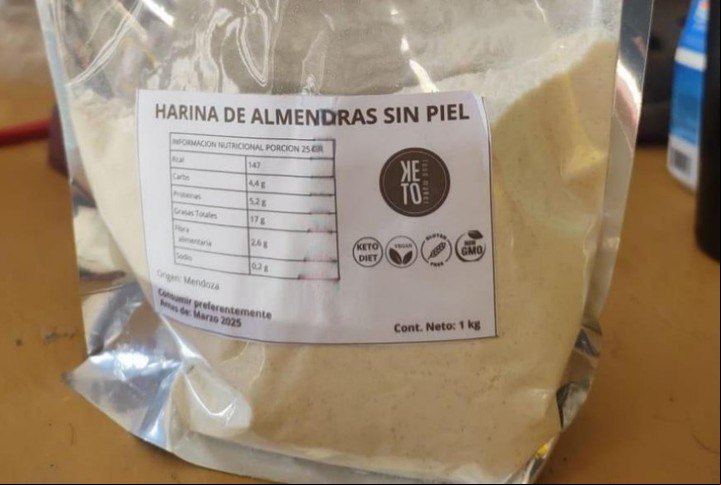 HARINA DE ALMENDRAS SIN PIEL
INFORMACION NUTRICIONAL PORCION 25 GR
Kcal 147
Carbs 4,4 g
Proteinas 5,2 g
Grasas Totales 17 g
Fibra
alimentaria 2,6 g
Sodio 0,2 g
Origen: Mendoza
Consumir preferentemente
Antes de: Marzo 2025
KE
TO
KETO
DIET
VEGAN
GLUTEN
FREE
NON
GMO
Cont. Neto: 1 kg